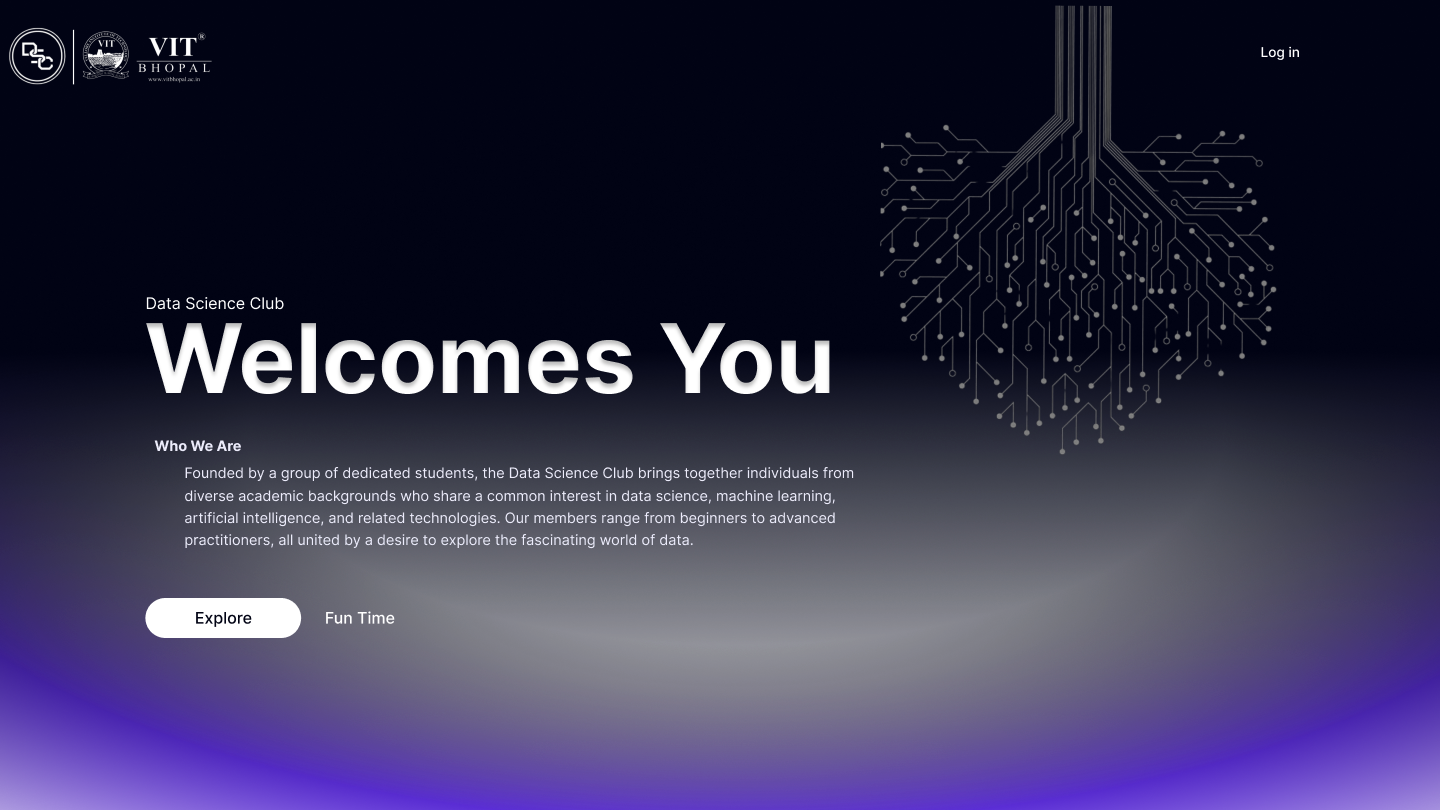 DSC
VIT
VIT®
BHOPAL
www.vitbhopal.ac.in
Log in
Data Science Club
Welcomes You
Who We Are
Founded by a group of dedicated students, the Data Science Club brings together individuals from
diverse academic backgrounds who share a common interest in data science, machine learning,
artificial intelligence, and related technologies. Our members range from beginners to advanced
practitioners, all united by a desire to explore the fascinating world of data.
Explore
Fun Time